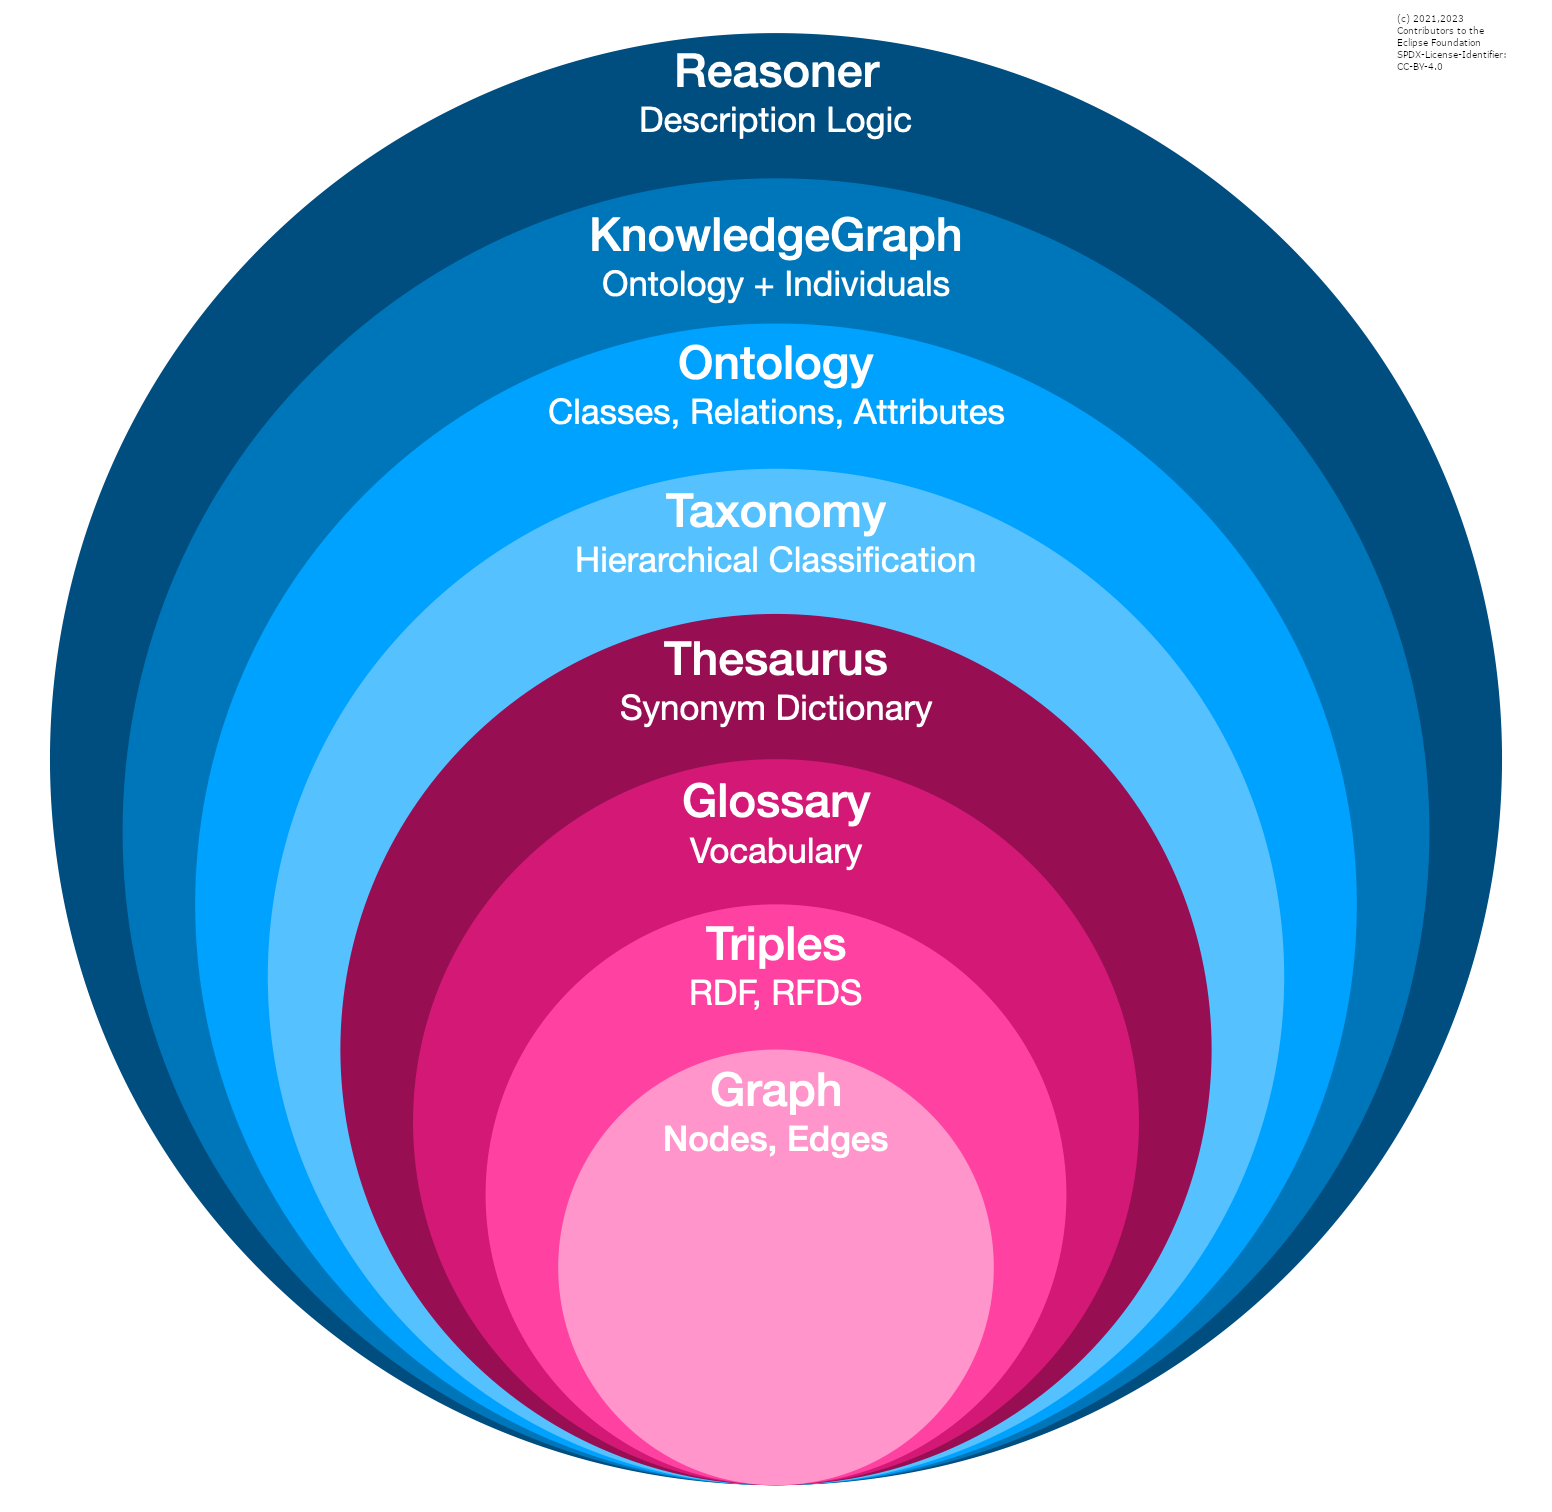 (c) 2021,2023
Contributors to the
Eclipse Foundation
SPDX-License-Identifier:
CC-BY-4.0
Reasoner
Description Logic
KnowledgeGraph
Ontology + Individuals
Ontology
Classes, Relations, Attributes
Taxonomy
Hierarchical Classification
Thesaurus
Synonym Dictionary
Glossary
Vocabulary
Triples
RDF, RFDS
Graph
Nodes, Edges